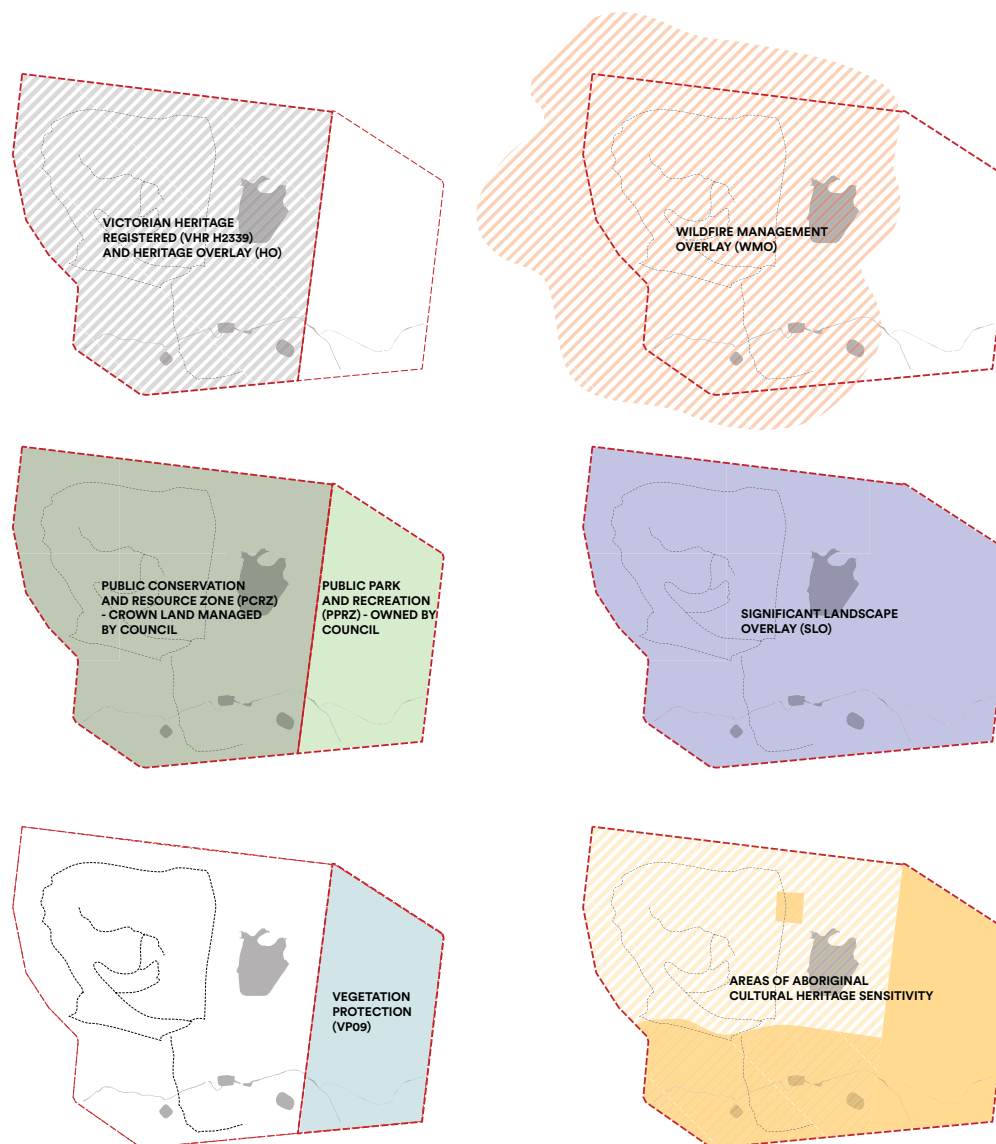 VICTORIAN HERITAGE
REGISTERED (VHR H2339)
AND HERITAGE OVERLAY (HO)
WILDFIRE MANAGEMENT
OVERLAY (WMO)
PUBLIC CONSERVATION
AND RESOURCE ZONE (PCRZ)
- CROWN LAND MANAGED
BY COUNCIL
PUBLIC PARK
AND RECREATION
(PPRZ) - OWNED BY
COUNCIL
SIGNIFICANT LANDSCAPE
OVERLAY (SLO)
VEGETATION
PROTECTION
(VP09)
AREAS OF ABORIGINAL
CULTURAL HERITAGE SENSITIVITY